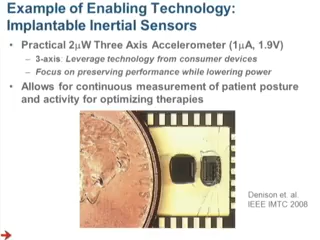 Example of Enabling Technology:
Implantable Inertial Sensors
• Practical 2μW Three Axis Accelerometer (1μA, 1.9V)
– 3-axis: Leverage technology from consumer devices
– Focus on preserving performance while lowering power
• Allows for continuous measurement of patient posture
and activity for optimizing therapies
Denison et. al.
IEEE IMTC 2008